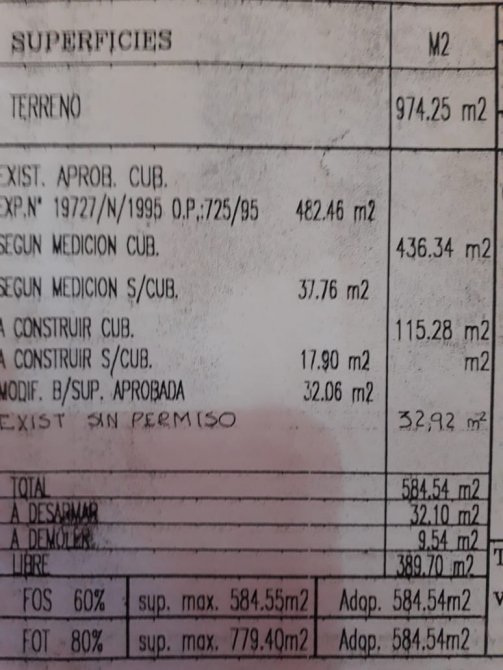 SUPERFICIES M2
TERRENO 974.25 m2
EXIST. APROB. CUB.
EXP.N° 19727/N/1995 O.P,:725/95 482.46 m2
SEGUN MEDICION CUB. 436.34 m2
SEGUN MEDICION S/CUB. 37.76 m2
A CONSTRUIR CUB. 115.28 m2
A CONSTRUIR S/CUB. 17.90 m2 m2
MODIF. B/SUP. APROBADA 32.06 m2
EXIST SIN PERMISO 32,92 m²
TOTAL 584.54 m2
A DESARMAR 32.10 m2
A DEMOLER 9.54 m2
LIBRE 389.70 m2
FOS 60% sup. max. 584.55m2 Adop. 584.54m2
FOT 80% sup. max. 779.40m2 Adop. 584.54m2